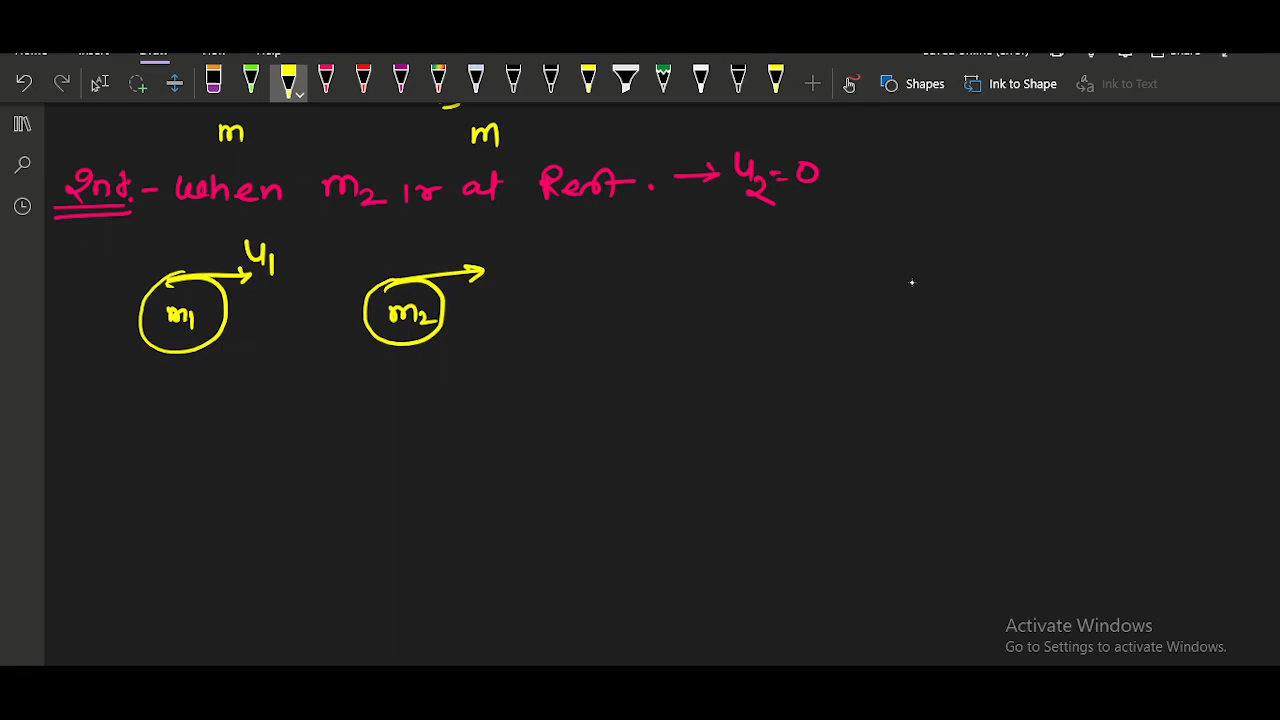 Shapes Ink to Shape Ink to Text
m m
2nd.- When m2 is at Rest. → u2=0
u1
m1 m2
Activate Windows
Go to Settings to activate Windows.